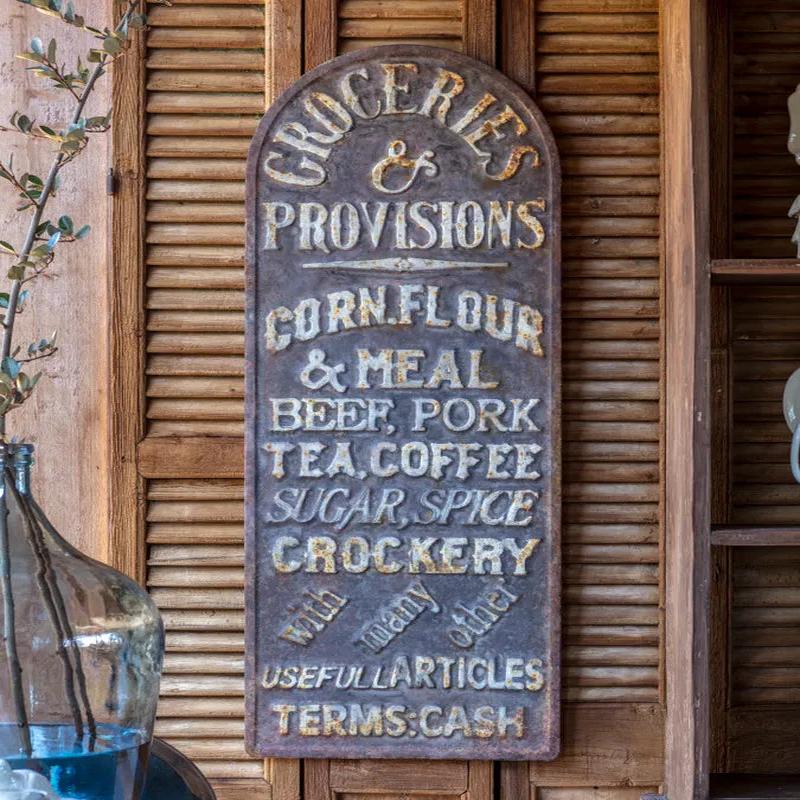 GROCERIES
&
PROVISIONS
CORN.FLOUR
& MEAL
BEEF, PORK
TEA.COFFEE
SUGAR, SPICE
CROCKERY
with many other
USEFULL ARTICLES
TERMS:CASH